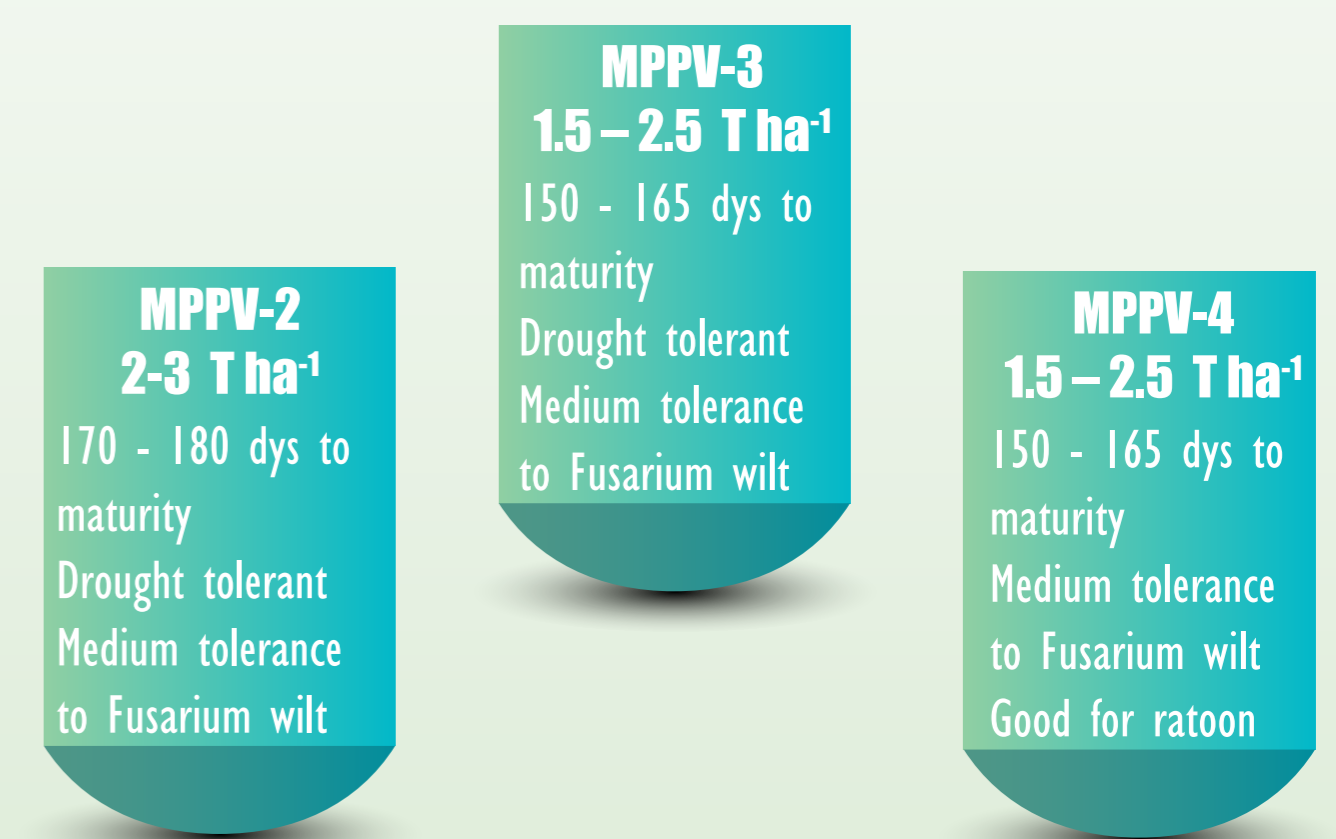 MPPV-2
2-3 T ha⁻¹
170 - 180 dys to
maturity
Drought tolerant
Medium tolerance
to Fusarium wilt
MPPV-3
1.5 – 2.5 T ha⁻¹
150 - 165 dys to
maturity
Drought tolerant
Medium tolerance
to Fusarium wilt
MPPV-4
1.5 – 2.5 T ha⁻¹
150 - 165 dys to
maturity
Medium tolerance
to Fusarium wilt
Good for ratoon